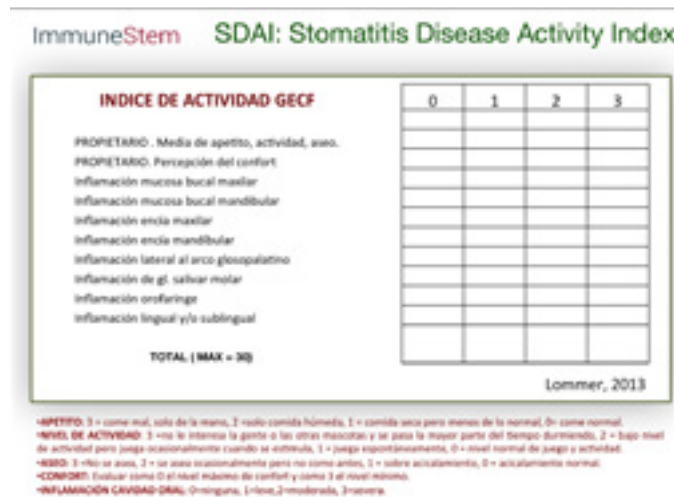 ImmuneStem SDAI: Stomatitis Disease Activity Index
INDICE DE ACTIVIDAD GECF
0 1 2 3
PROPIETARIO . Media de apetito, actividad, aseo.
PROPIETARIO. Percepción del confort
Inflamación mucosa bucal maxilar
Inflamación mucosa bucal mandibular
Inflamación encía maxilar
Inflamación encía mandibular
Inflamación lateral al arco glosopalatino
Inflamación de gl. salivar molar
Inflamación orofaringe
Inflamación lingual y/o sublingual
TOTAL ( MAX = 30)
Lommer, 2013
•APETITO: 3 = come mal, solo de la mano, 2 =solo comida húmeda, 1 = comida seca pero menos de lo normal, 0= come normal.
•NIVEL DE ACTIVIDAD: 3 =no le interesa la gente o las otras mascotas y se pasa la mayor parte del tiempo durmiendo, 2 = bajo nivel
de actividad pero juega ocasionalmente cuando se estimula, 1 = juega espontáneamente, 0 = nivel normal de juego y actividad.
•ASEO: 3 =No se asea, 2 = se asea ocasionalmente pero no como antes, 1 = sobre acicalamiento, 0 = acicalamiento normal.
•CONFORT: Evaluar como 0 el nivel máximo de confort y como 3 al nivel mínimo.
•INFLAMACIÓN CAVIDAD ORAL: 0=ninguna, 1=leve,2=moderada, 3=severa.